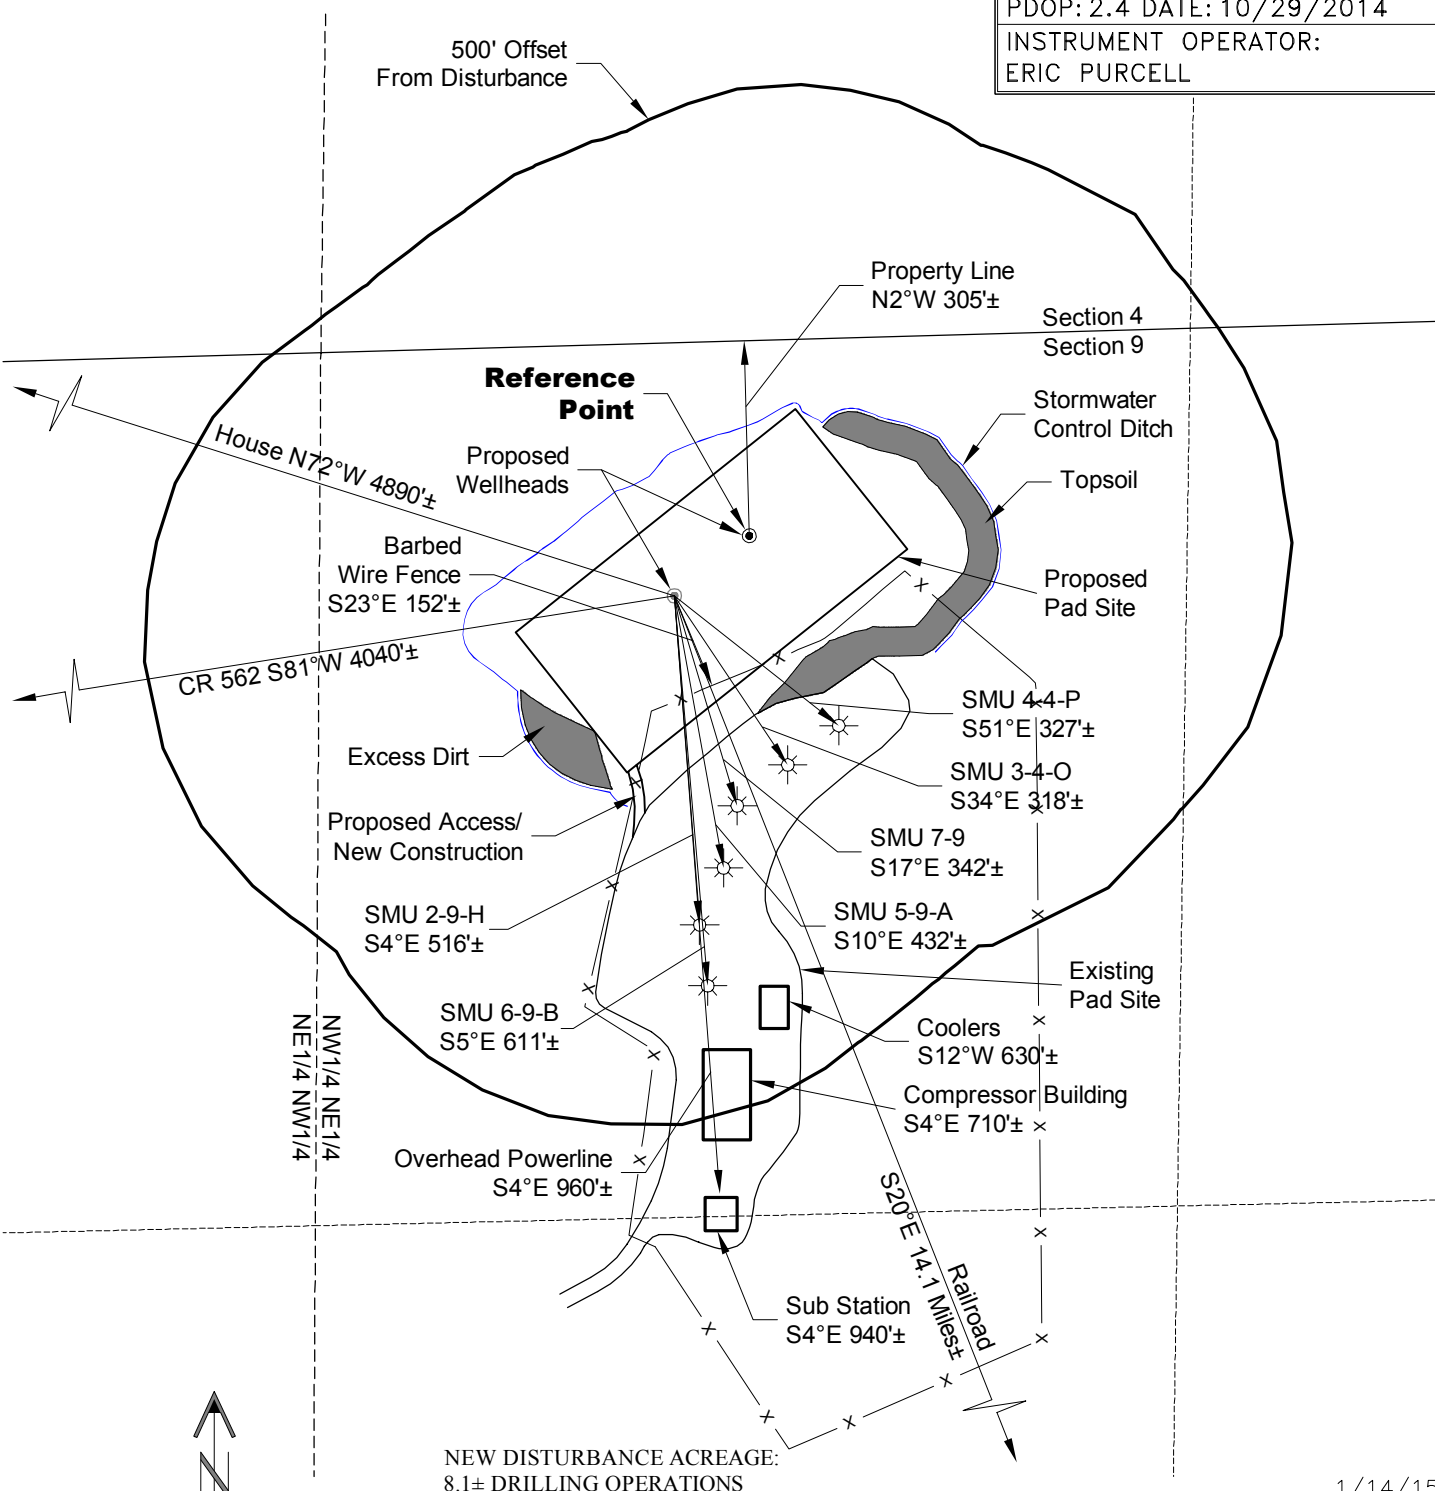 PDOP: 2.4 DATE: 10/29/2014
INSTRUMENT OPERATOR:
ERIC PURCELL
500' Offset
From Disturbance
Property Line
N2°W 305'±
Section 4
Section 9
Reference
Point
Stormwater
Control Ditch
House N72°W 4890'±
Proposed
Wellheads
Topsoil
Barbed
Wire Fence
S23°E 152'±
Proposed
Pad Site
CR 562 S81°W 4040'±
SMU 4-4-P
S51°E 327'±
Excess Dirt
SMU 3-4-O
S34°E 318'±
Proposed Access/
New Construction
SMU 7-9
S17°E 342'±
SMU 2-9-H
S4°E 516'±
SMU 5-9-A
S10°E 432'±
Existing
Pad Site
SMU 6-9-B
S5°E 611'±
NW1/4 NE1/4
NE1/4 NW1/4
Coolers
S12°W 630'±
Compressor Building
S4°E 710'±
Overhead Powerline
S4°E 960'±
Railroad
S20°E 14.1 Miles±
Sub Station
S4°E 940'±
N
NEW DISTURBANCE ACREAGE:
8.1± DRILLING OPERATIONS
1/14/15